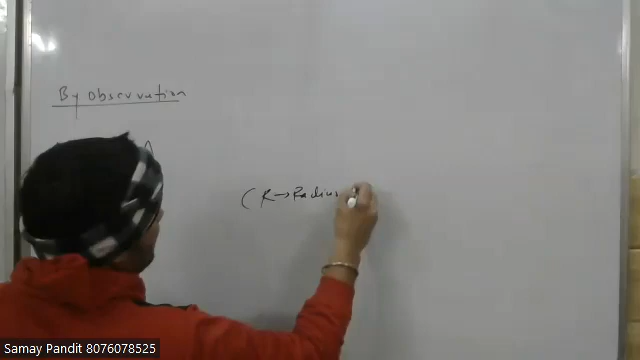 By observation
(R → Radius
Samay Pandit 8076078525